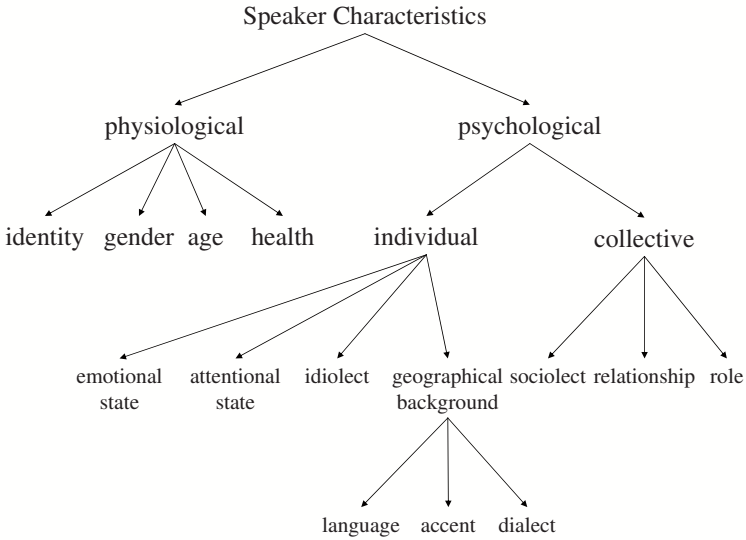 Speaker Characteristics
physiological psychological
identity gender age health individual collective
emotional attentional idiolect geographical sociolect relationship role
state state background
language accent dialect